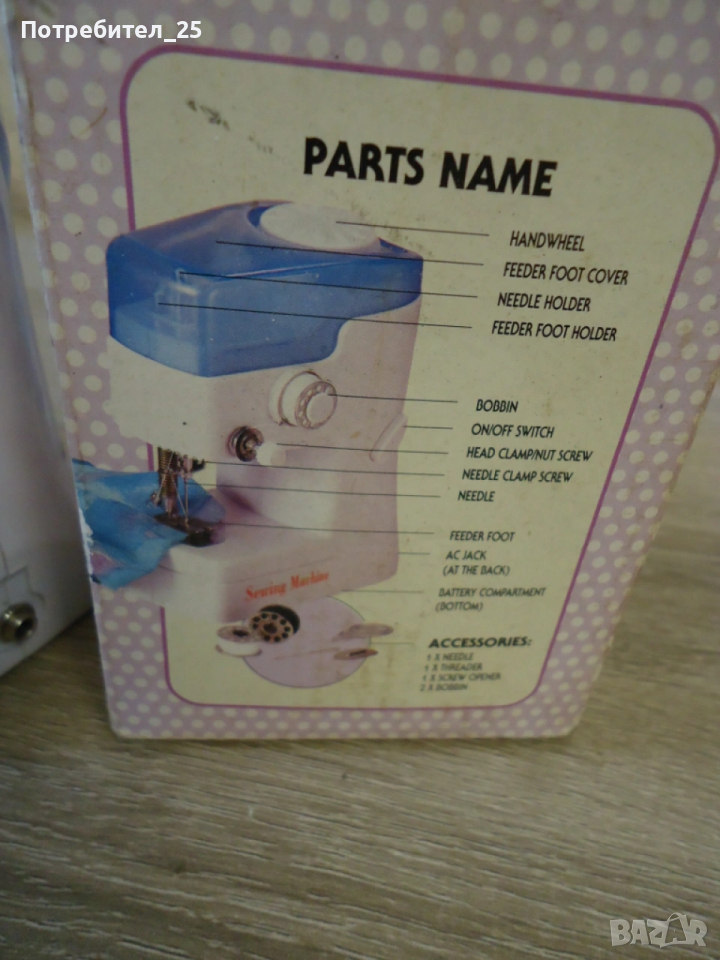 Потребител_25
PARTS NAME
HANDWHEEL
FEEDER FOOT COVER
NEEDLE HOLDER
FEEDER FOOT HOLDER
BOBBIN
ON/OFF SWITCH
HEAD CLAMP/NUT SCREW
NEEDLE CLAMP SCREW
NEEDLE
FEEDER FOOT
AC JACK
(AT THE BACK)
BATTERY COMPARTMENT
(BOTTOM)
Sewing Machine
ACCESSORIES:
1 X NEEDLE
1 X THREADER
1 X SCREW OPENER
2 X BOBBIN
BAZAR